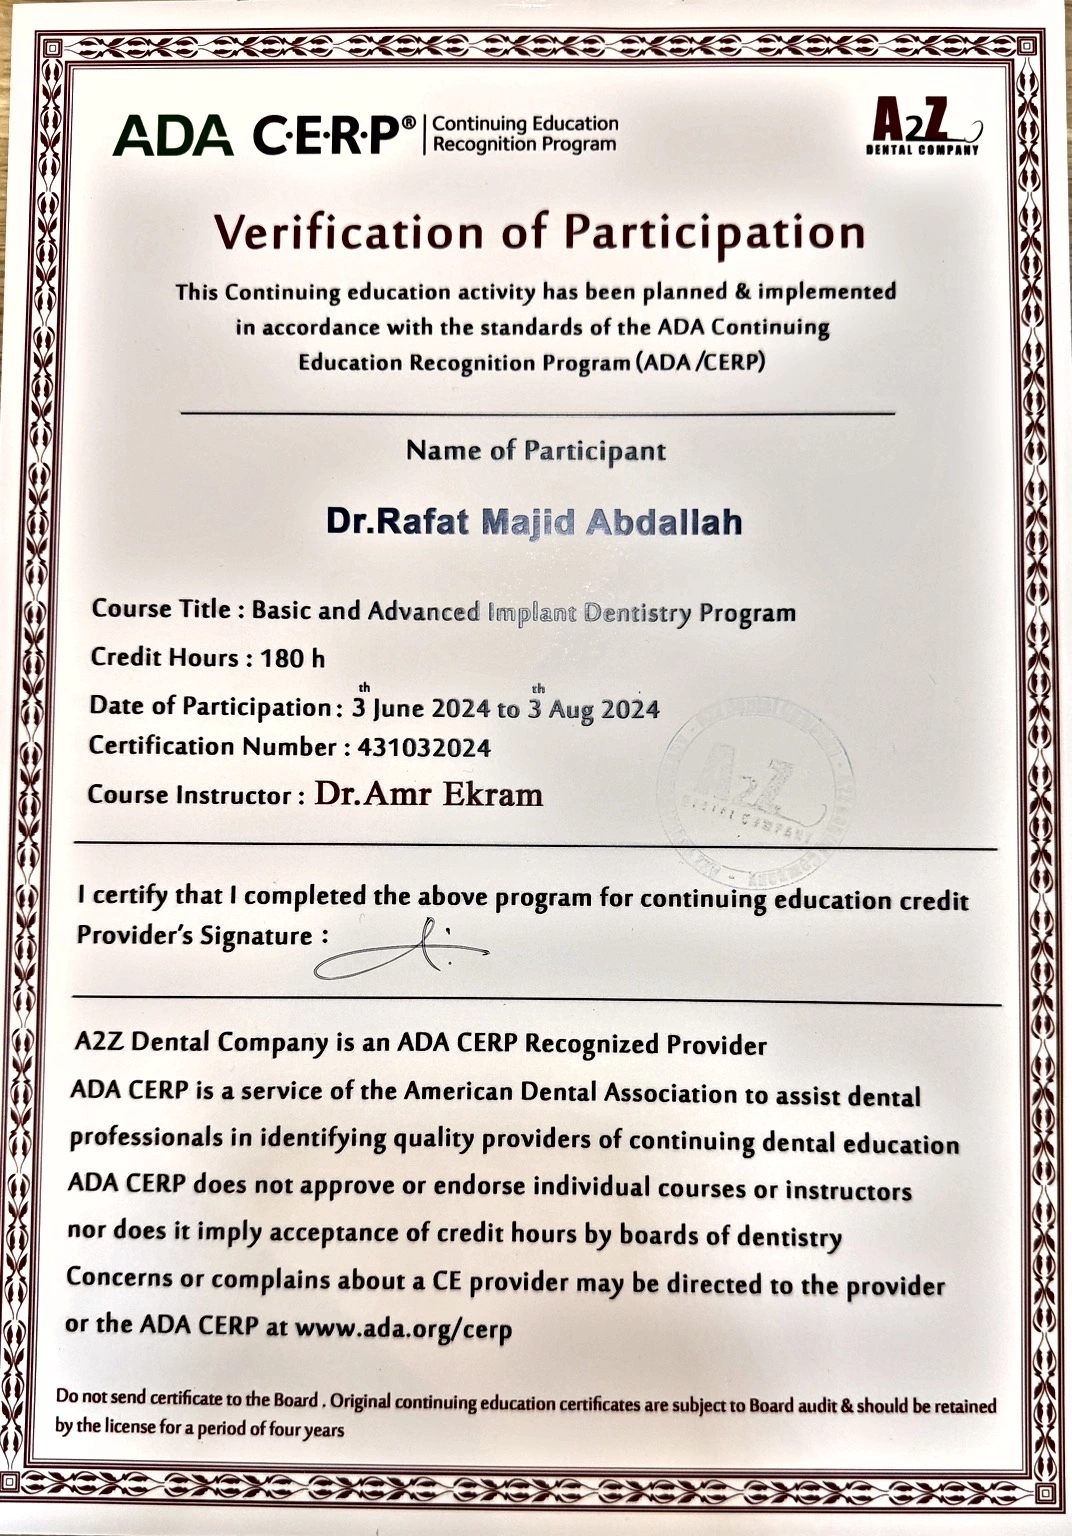 ADA C·E·R·P® | Continuing Education
Recognition Program
A2Z
DENTAL COMPANY
Verification of Participation
This Continuing education activity has been planned & implemented
in accordance with the standards of the ADA Continuing
Education Recognition Program (ADA /CERP)
Name of Participant
Dr.Rafat Majid Abdallah
Course Title : Basic and Advanced Implant Dentistry Program
Credit Hours : 180 h
Date of Participation : 3th June 2024 to 3th Aug 2024
Certification Number : 431032024
Course Instructor : Dr.Amr Ekram
A2Z
DENTAL COMPANY
I certify that I completed the above program for continuing education credit
Provider's Signature :
A2Z Dental Company is an ADA CERP Recognized Provider
ADA CERP is a service of the American Dental Association to assist dental
professionals in identifying quality providers of continuing dental education
ADA CERP does not approve or endorse individual courses or instructors
nor does it imply acceptance of credit hours by boards of dentistry
Concerns or complains about a CE provider may be directed to the provider
or the ADA CERP at www.ada.org/cerp
Do not send certificate to the Board . Original continuing education certificates are subject to Board audit & should be retained
by the license for a period of four years